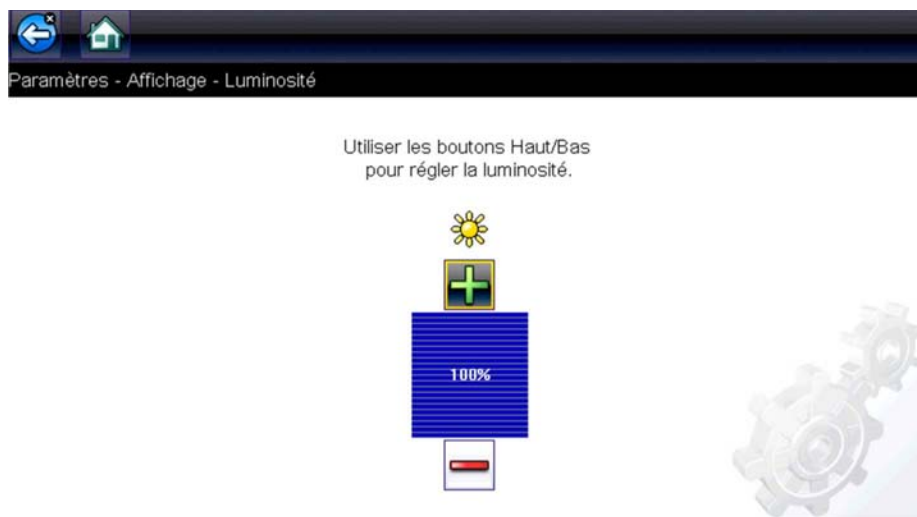 Paramètres - Affichage - Luminosité
Utiliser les boutons Haut/Bas
pour régler la luminosité.
100%